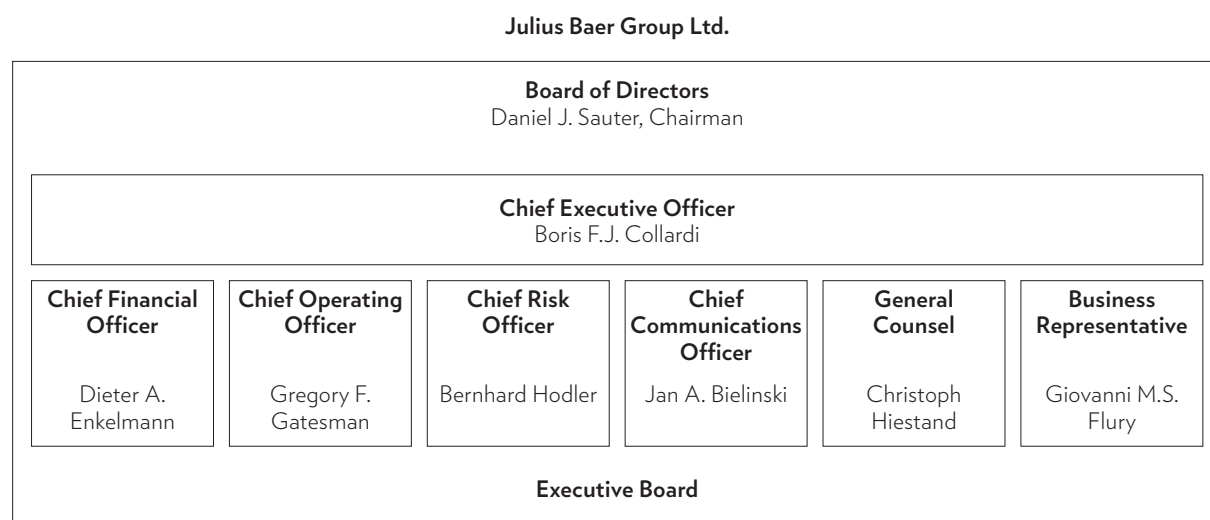 Julius Baer Group Ltd.
Board of Directors
Daniel J. Sauter, Chairman
Chief Executive Officer
Boris F.J. Collardi
Chief Financial
Officer
Dieter A.
Enkelmann
Chief Operating
Officer
Gregory F.
Gatesman
Chief Risk
Officer
Bernhard Hodler
Chief
Communications
Officer
Jan A. Bielinski
General
Counsel
Christoph
Hiestand
Business
Representative
Giovanni M.S.
Flury
Executive Board